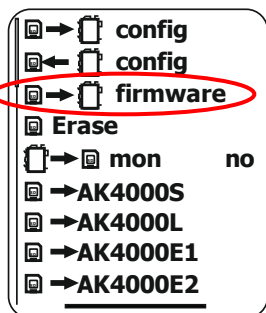 config
config
firmware
Erase
mon no
AK4000S
AK4000L
AK4000E1
AK4000E2